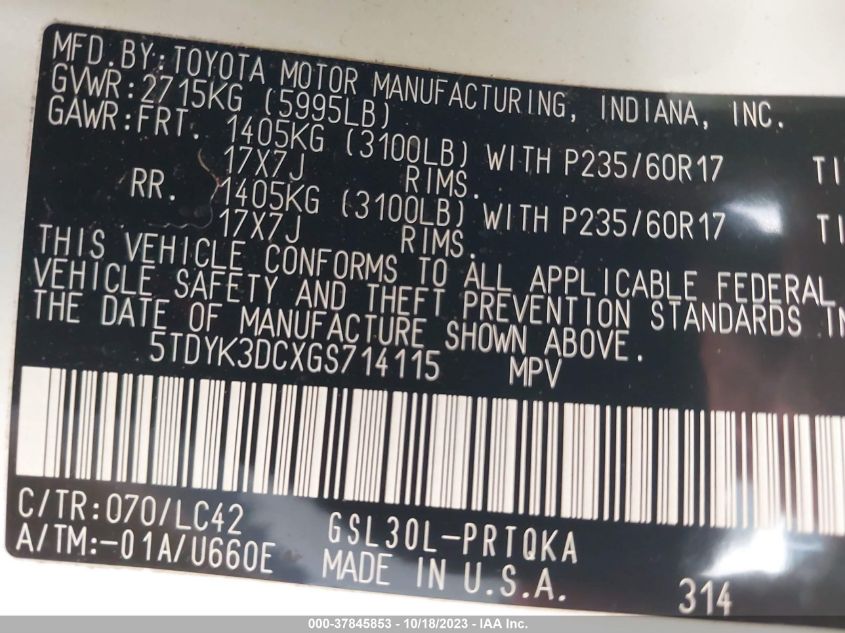 MFD. BY: TOYOTA MOTOR MANUFACTURING, INDIANA, INC.
GVWR: 2715KG (5995LB)
GAWR: FRT. 1405KG (3100LB) WITH P235/60R17
17X7J RIMS.
RR. 1405KG (3100LB) WITH P235/60R17
17X7J RIMS.
THIS VEHICLE CONFORMS TO ALL APPLICABLE FEDERAL
VEHICLE SAFETY AND THEFT PREVENTION STANDARDS
THE DATE OF MANUFACTURE SHOWN ABOVE.
5TDYK3DCXGS714115 MPV
C/TR: 070/LC42 GSL30L-PRTQKA
A/TM: -01A/U660E MADE IN U.S.A. 314
000-37845853 - 10/18/2023 - IAAI.COM